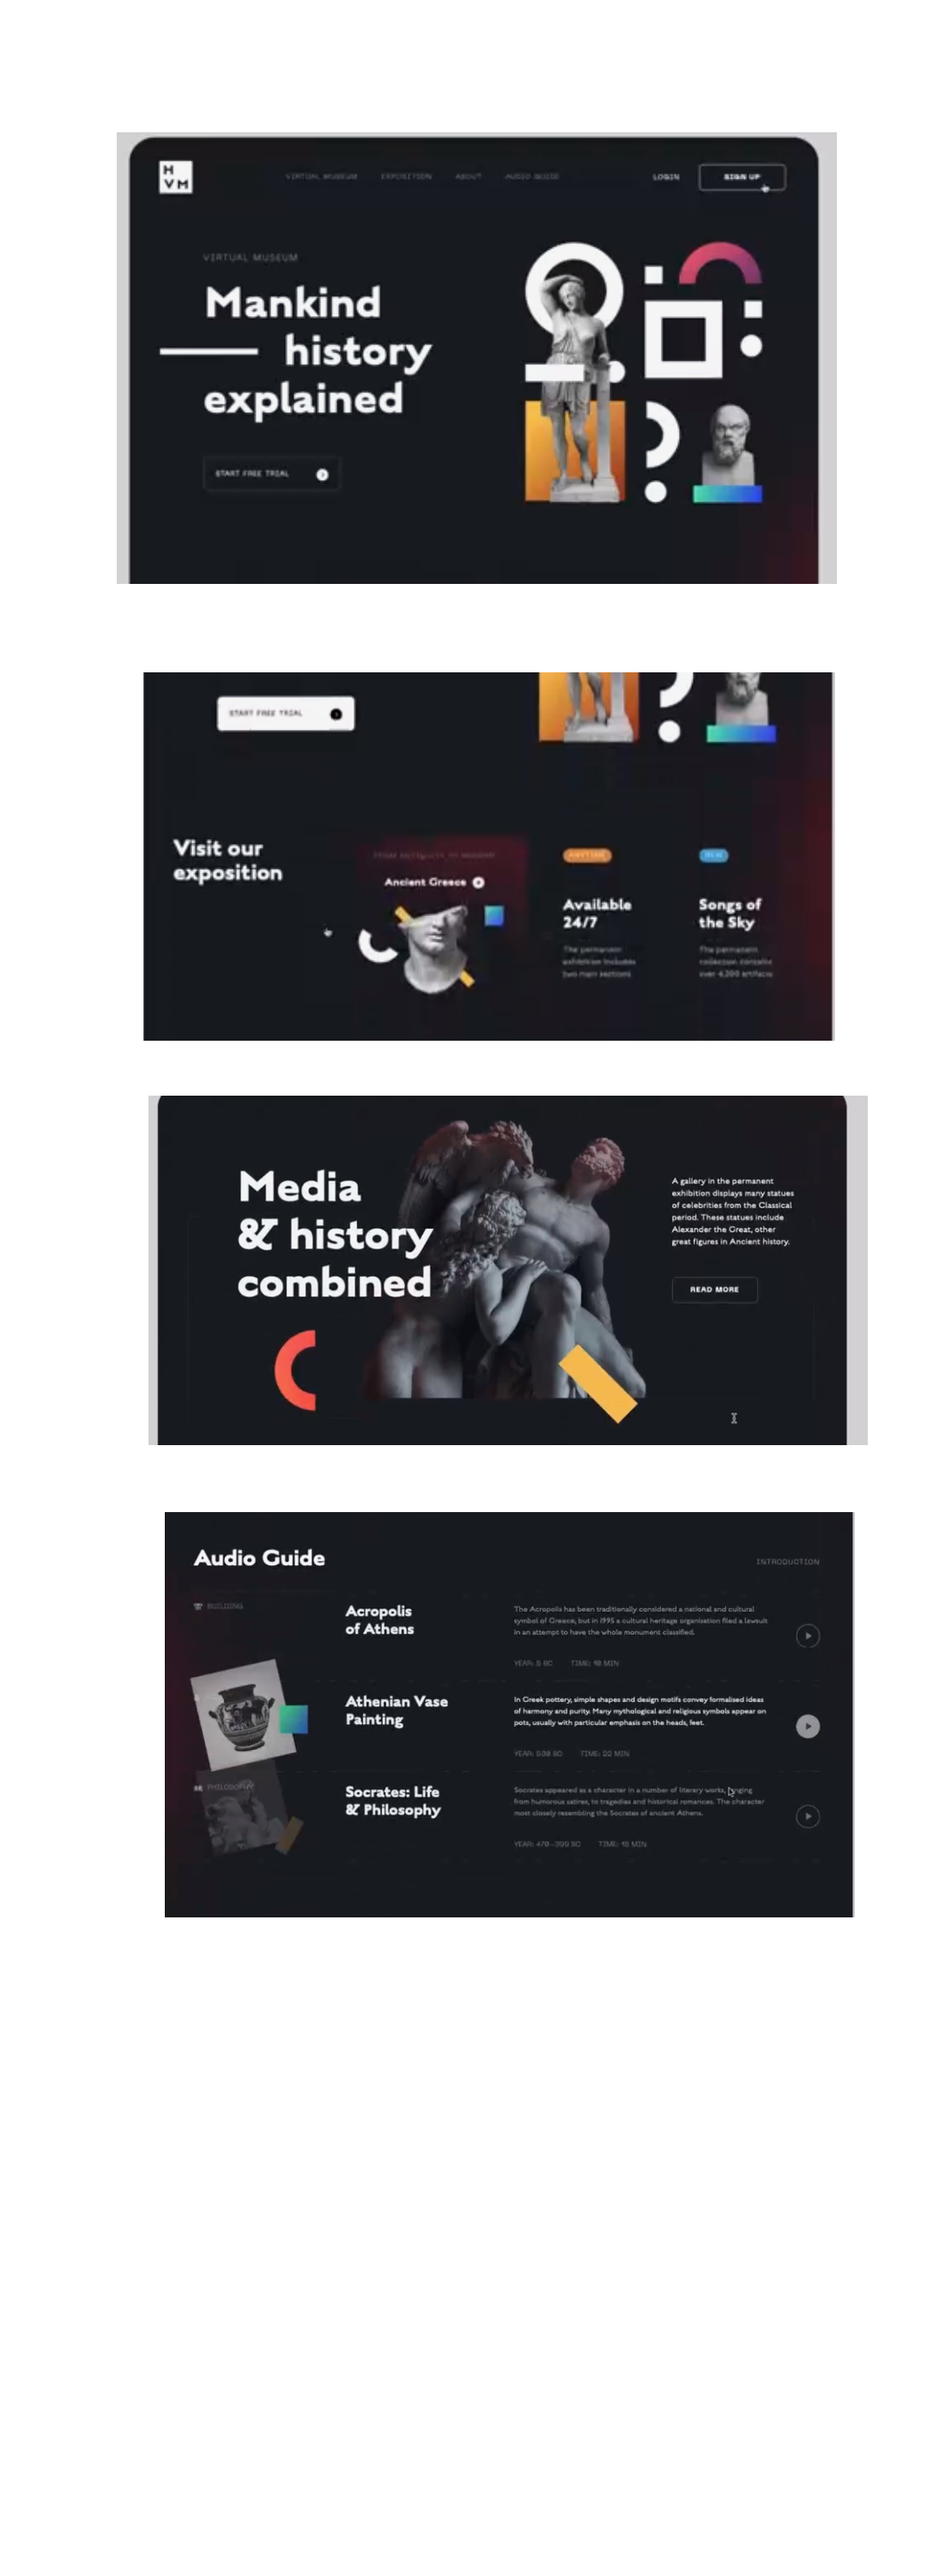 H
VM
VIRTUAL MUSEUM EXPOSITION ABOUT AUDIO GUIDE LOGIN SIGN UP
VIRTUAL MUSEUM
Mankind
history
explained
START FREE TRIAL
START FREE TRIAL
Visit our
exposition
FROM ANTIQUITY TO MODERN
Ancient Greece
ANYTIME
Available
24/7
The permanent
exhibition includes
two main sections
NEW
Songs of
the Sky
The permanent
collection contains
over 4,200 artifacts
Media
& history
combined
A gallery in the permanent
exhibition displays many statues
of celebrities from the Classical
period. These statues include
Alexander the Great, other
great figures in Ancient history.
READ MORE
Audio Guide
INTRODUCTION
BUILDING
Acropolis
of Athens
The Acropolis has been traditionally considered a national and cultural
symbol of Greece, but in 1995 a cultural heritage organisation filed a lawsuit
in an attempt to have the whole monument classified.
YEAR: 5 BC TIME: 10 MIN
Athenian Vase
Painting
In Greek pottery, simple shapes and design motifs convey formalised ideas
of harmony and purity. Many mythological and religious symbols appear on
pots, usually with particular emphasis on the heads, feet.
TIME: 22 MIN
PHILOSOPHY
Socrates: Life
& Philosophy
Socrates appeared as a character in a number of literary works,
from humorous satires, to tragedies and historical romances. The character
most closely resembling the Socrates of ancient Athens.
YEAR: 470—399 BC TIME: 15 MIN